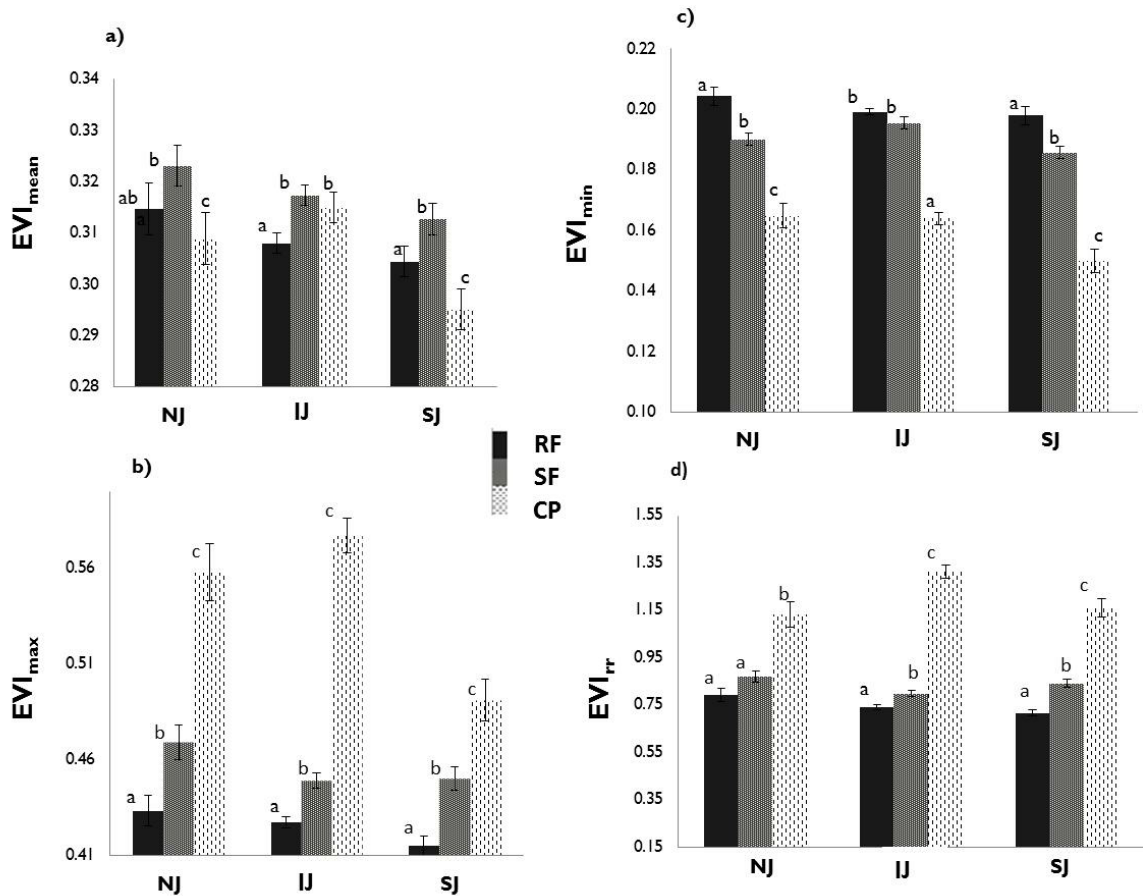 a)
EVImean
0.34
0.33
0.32
0.31
0.30
0.29
0.28
ab
a
b
c
a
b
b
a
b
c
NJ
IJ
SJ
c)
EVImin
0.22
0.20
0.18
0.16
0.14
0.12
0.10
a
b
c
b
b
a
a
b
c
NJ
IJ
SJ
RF
SF
CP
b)
EVImax
0.56
0.51
0.46
0.41
a
b
c
a
b
c
a
b
c
NJ
IJ
SJ
d)
EVIrr
1.55
1.35
1.15
0.95
0.75
0.55
0.35
0.15
a
a
b
a
b
c
a
b
c
NJ
IJ
SJ